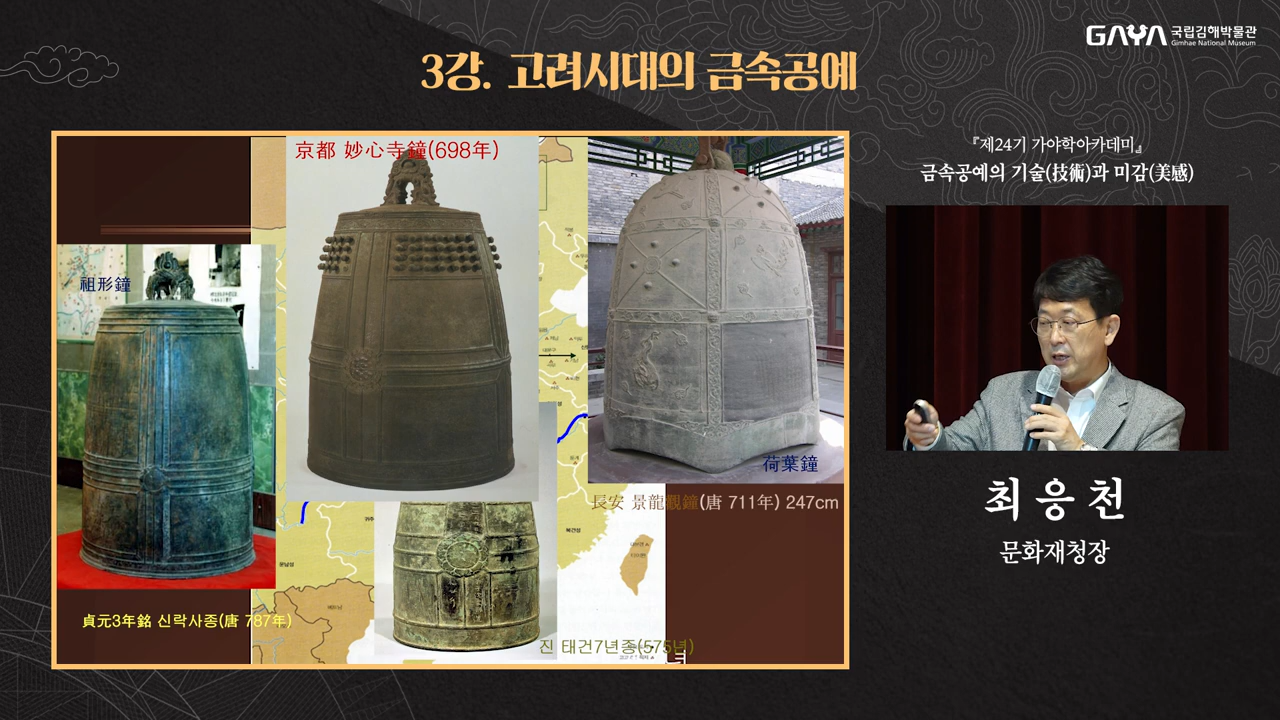 GAYA 국립김해박물관
Gimhae National Museum
3강. 고려시대의 금속공예
『제24기 가야학아카데미』
금속공예의 기술(技術)과 미감(美感)
京都 妙心寺鐘(698年)
祖形鐘
荷葉鐘
長安 景龍觀鐘(唐 711年) 247cm
貞元3年銘 신락사종(唐 787年)
진 태건7년종(575년)
최응천
문화재청장